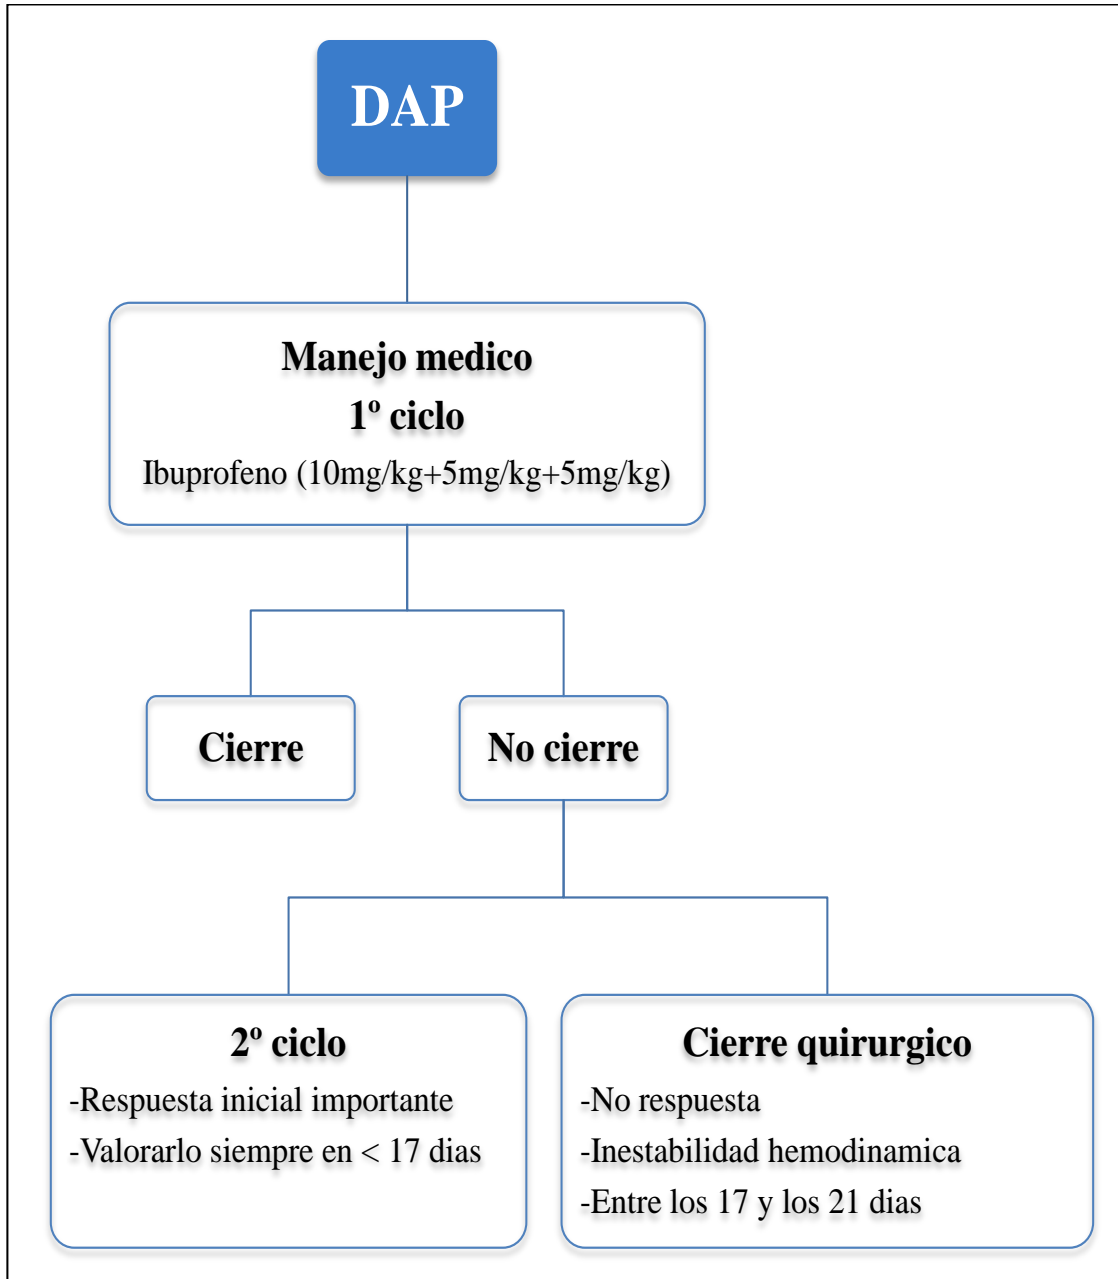 DAP
Manejo medico
1º ciclo
Ibuprofeno (10mg/kg+5mg/kg+5mg/kg)
Cierre
No cierre
2º ciclo
-Respuesta inicial importante
-Valorarlo siempre en < 17 dias
Cierre quirurgico
-No respuesta
-Inestabilidad hemodinamica
-Entre los 17 y los 21 dias